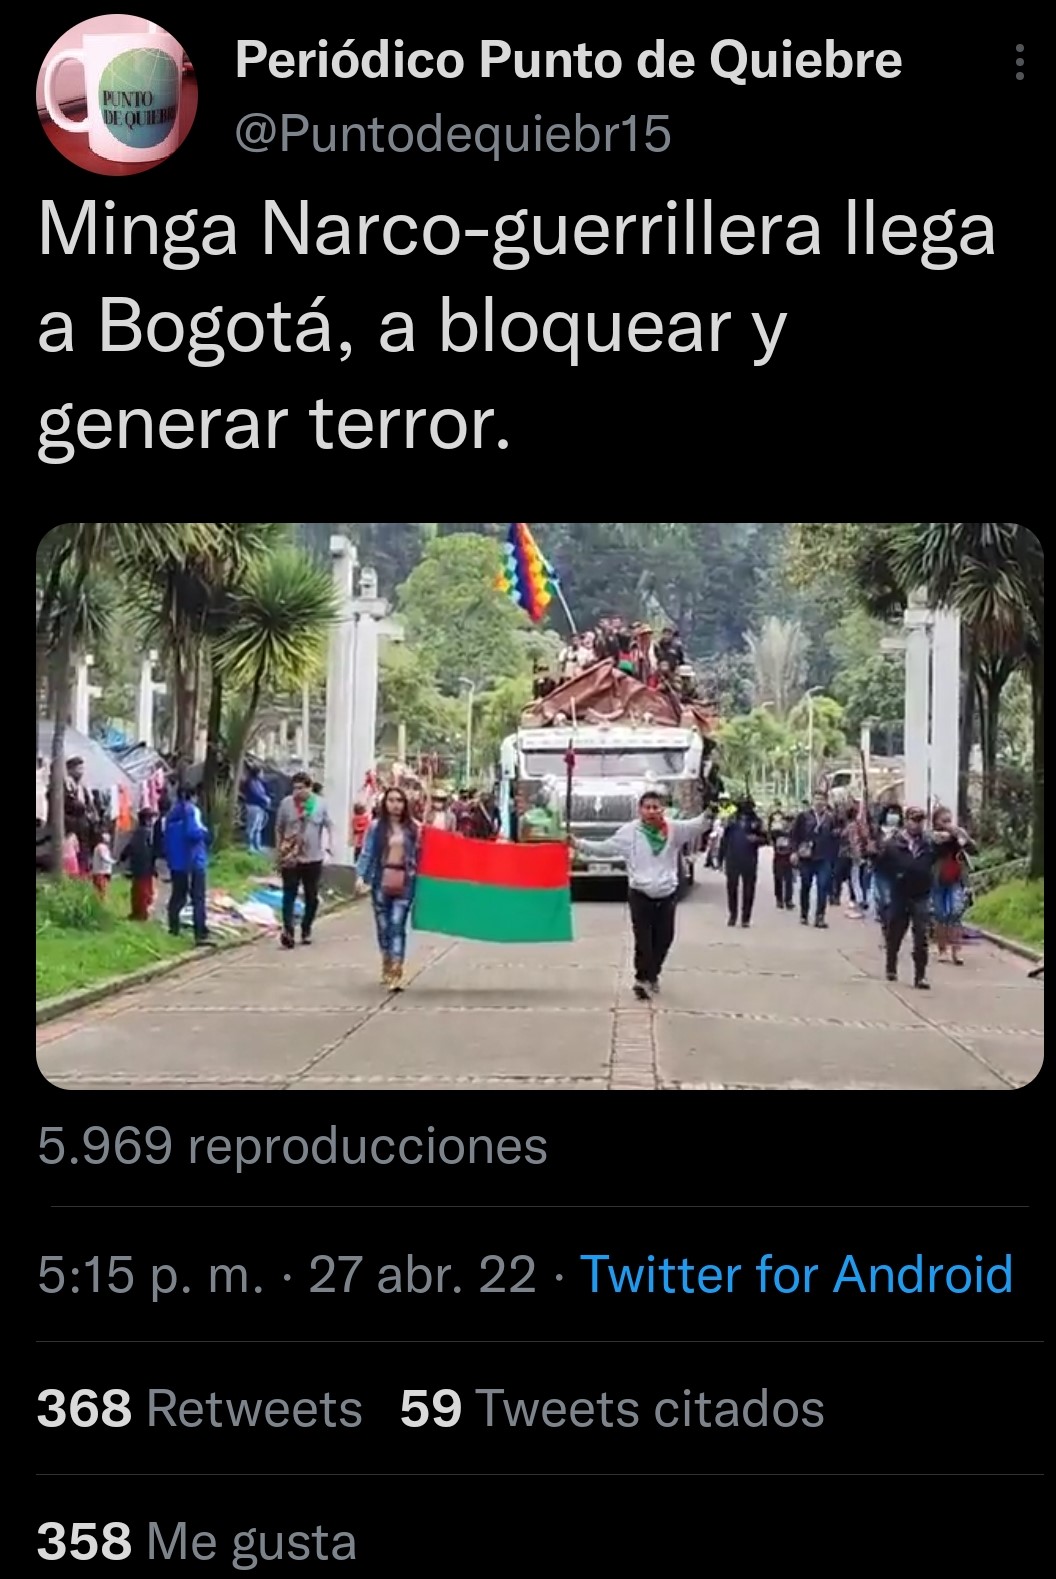 Periódico Punto de Quiebre
@Puntodequiebr15
PUNTO
DE QUIEBRE
Minga Narco-guerrillera llega
a Bogotá, a bloquear y
generar terror.
5.969 reproducciones
5:15 p. m. · 27 abr. 22 · Twitter for Android
368 Retweets 59 Tweets citados
358 Me gusta